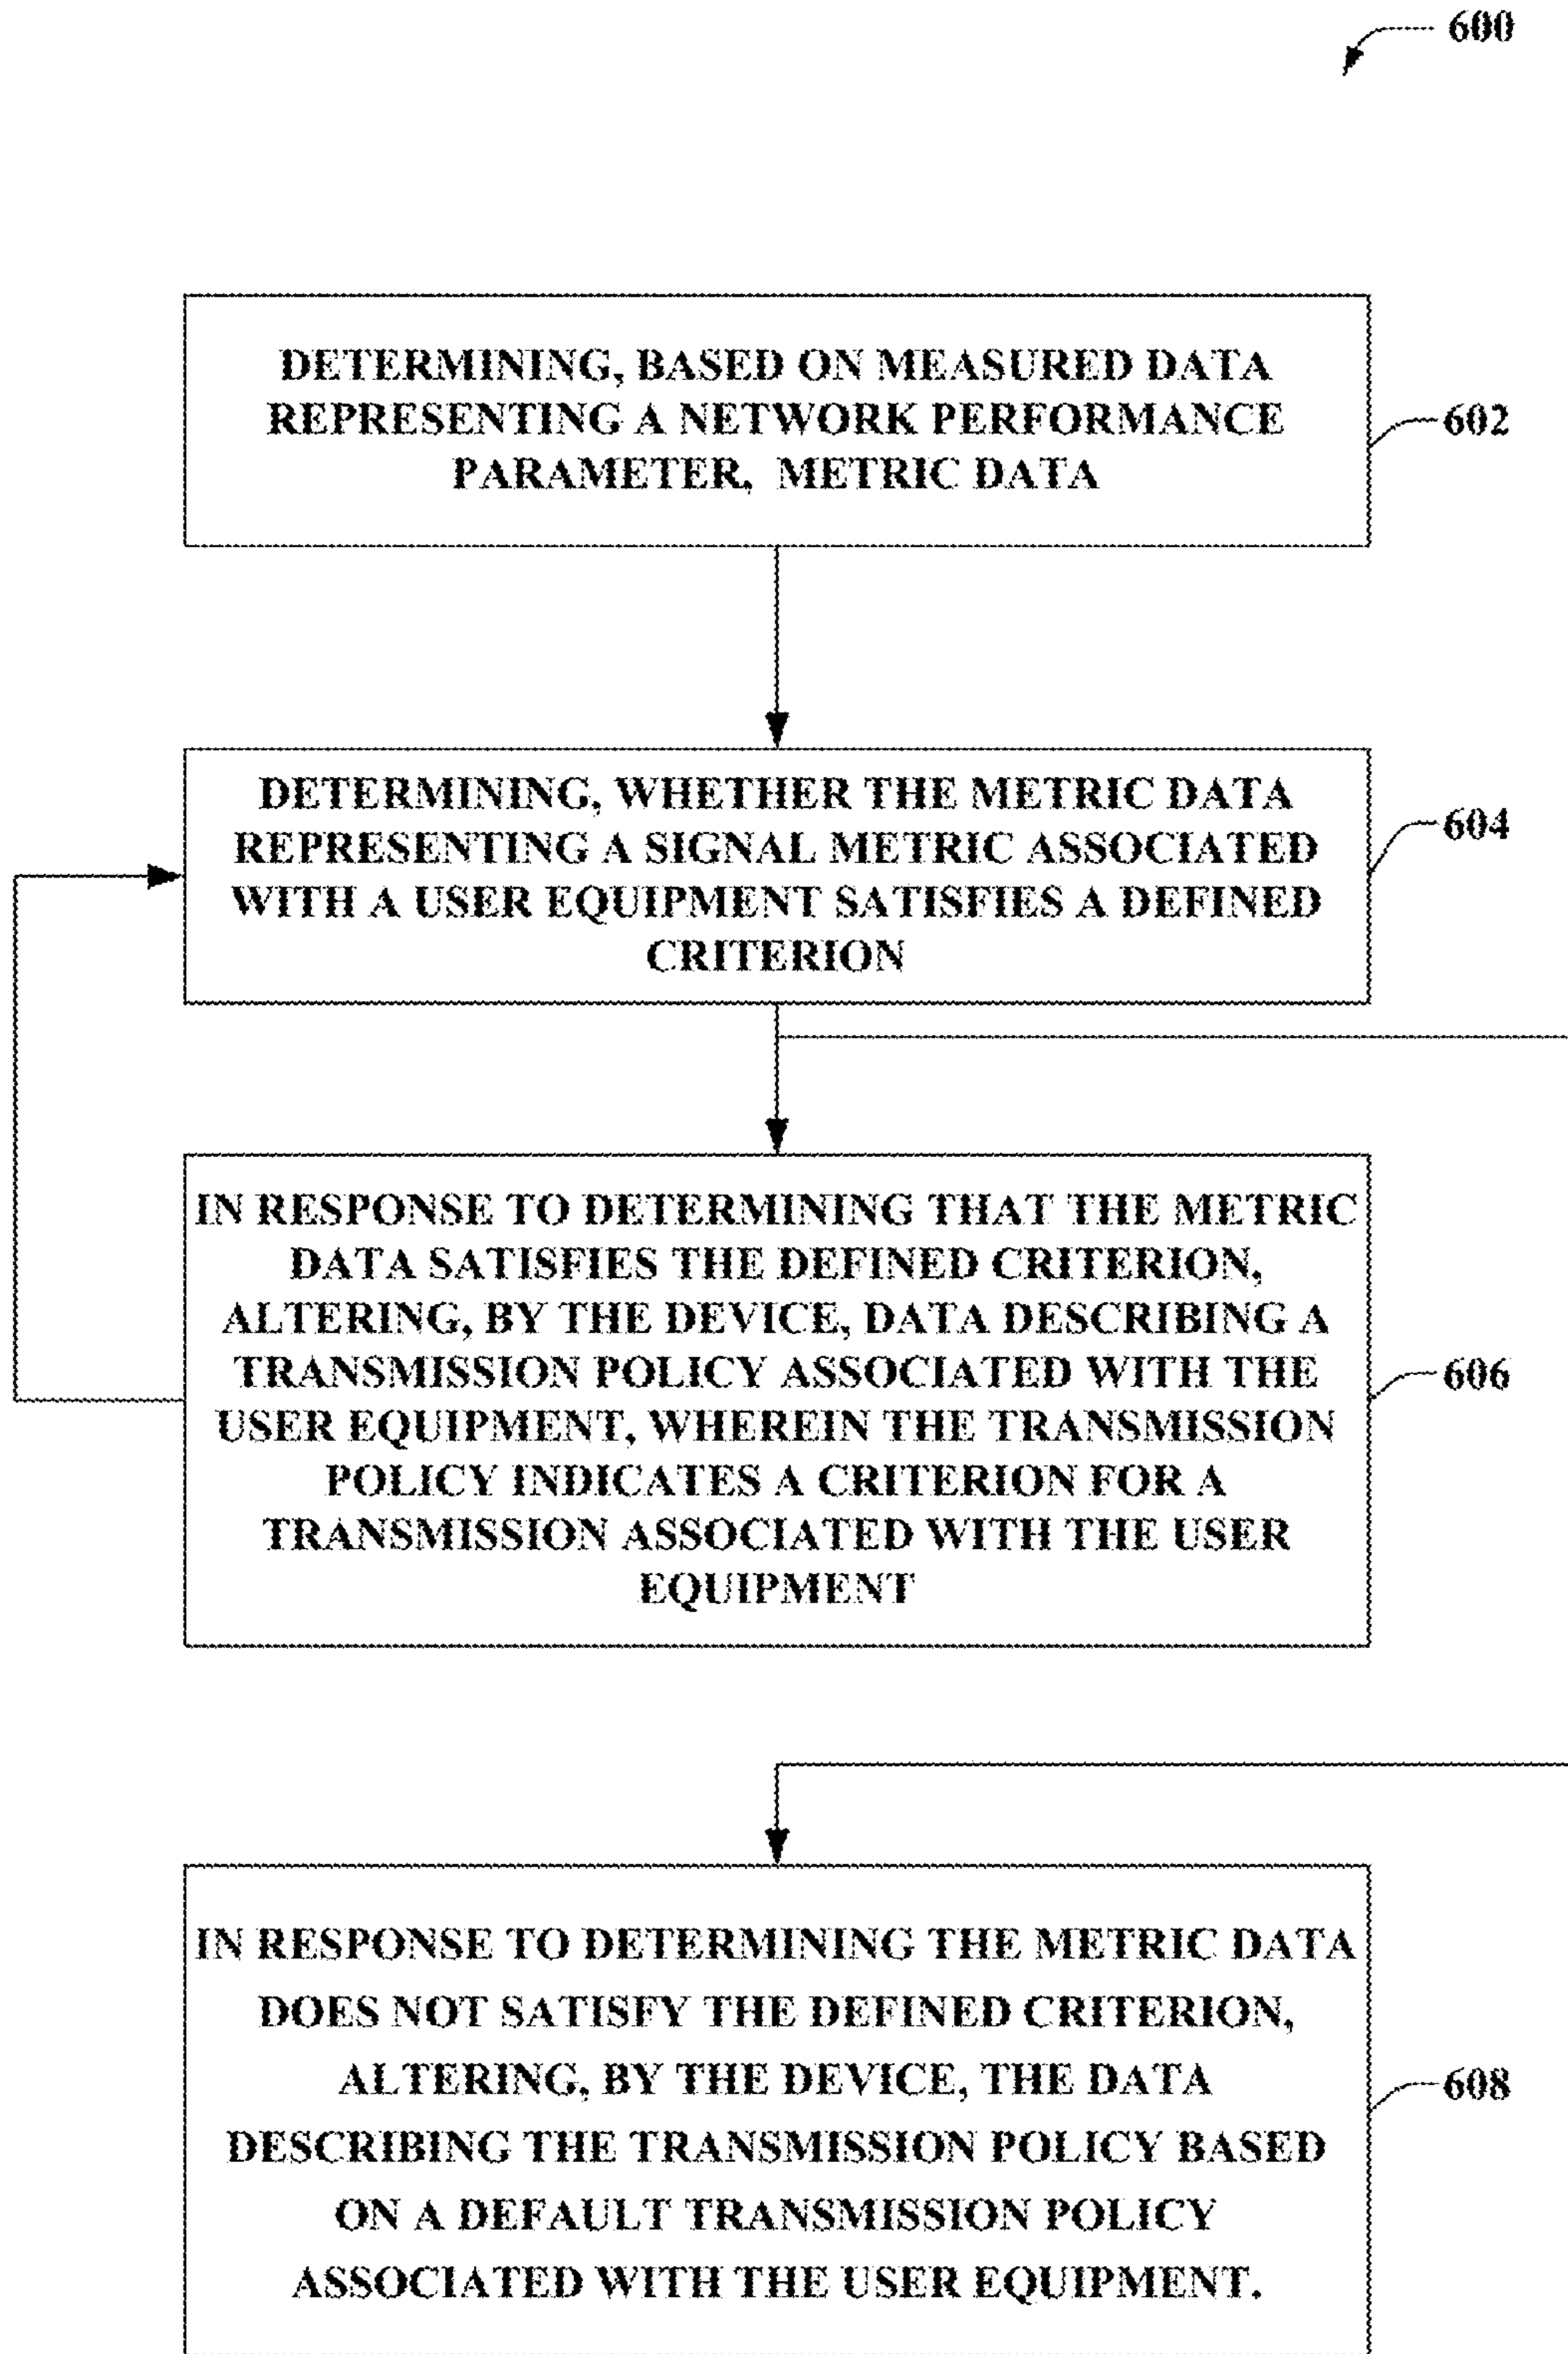 600
DETERMINING, BASED ON MEASURED DATA
REPRESENTING A NETWORK PERFORMANCE
PARAMETER, METRIC DATA
602
DETERMINING, WHETHER THE METRIC DATA
REPRESENTING A SIGNAL METRIC ASSOCIATED
WITH A USER EQUIPMENT SATISFIES A DEFINED
CRITERION
604
IN RESPONSE TO DETERMINING THAT THE METRIC
DATA SATISFIES THE DEFINED CRITERION,
ALTERING, BY THE DEVICE, DATA DESCRIBING A
TRANSMISSION POLICY ASSOCIATED WITH THE
USER EQUIPMENT, WHEREIN THE TRANSMISSION
POLICY INDICATES A CRITERION FOR A
TRANSMISSION ASSOCIATED WITH THE USER
EQUIPMENT
606
IN RESPONSE TO DETERMINING THE METRIC DATA
DOES NOT SATISFY THE DEFINED CRITERION,
ALTERING, BY THE DEVICE, THE DATA
DESCRIBING THE TRANSMISSION POLICY BASED
ON A DEFAULT TRANSMISSION POLICY
ASSOCIATED WITH THE USER EQUIPMENT.
608